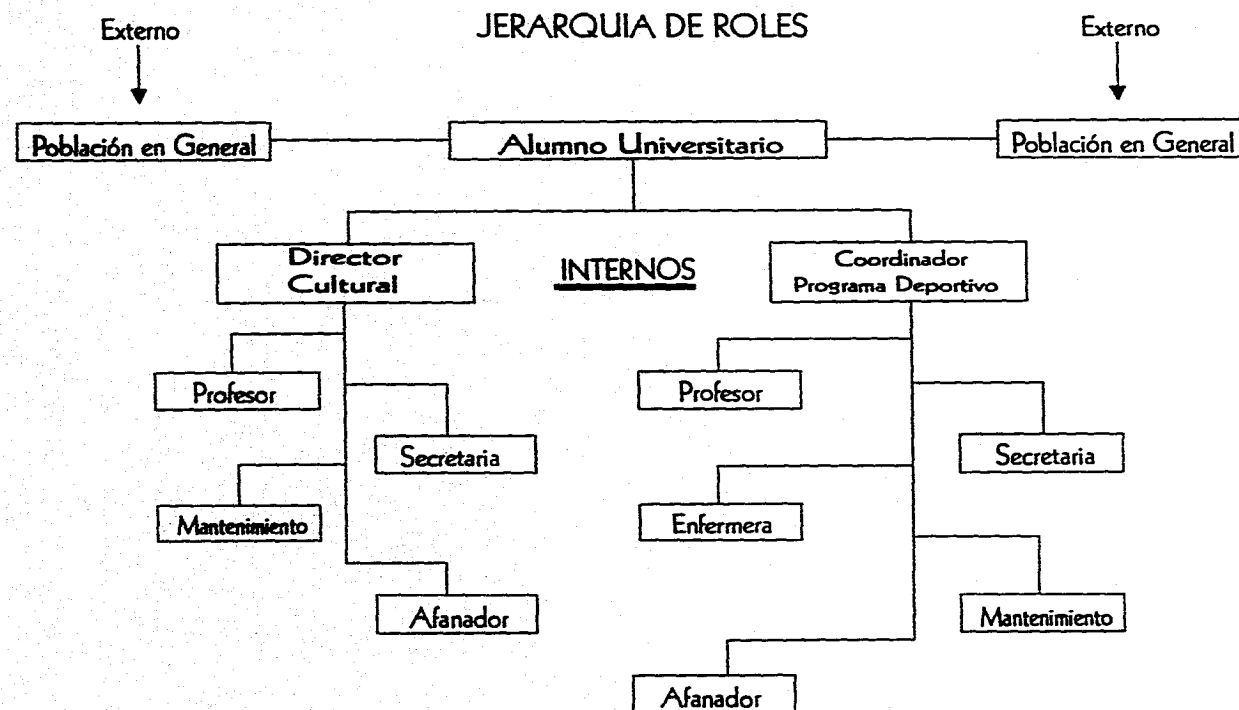 JERARQUIA DE ROLES
Externo
Externo
Población en General
Alumno Universitario
Población en General
Director
Cultural
INTERNOS
Coordinador
Programa Deportivo
Profesor
Profesor
Secretaria
Secretaria
Mantenimiento
Enfermera
Afanador
Mantenimiento
Afanador